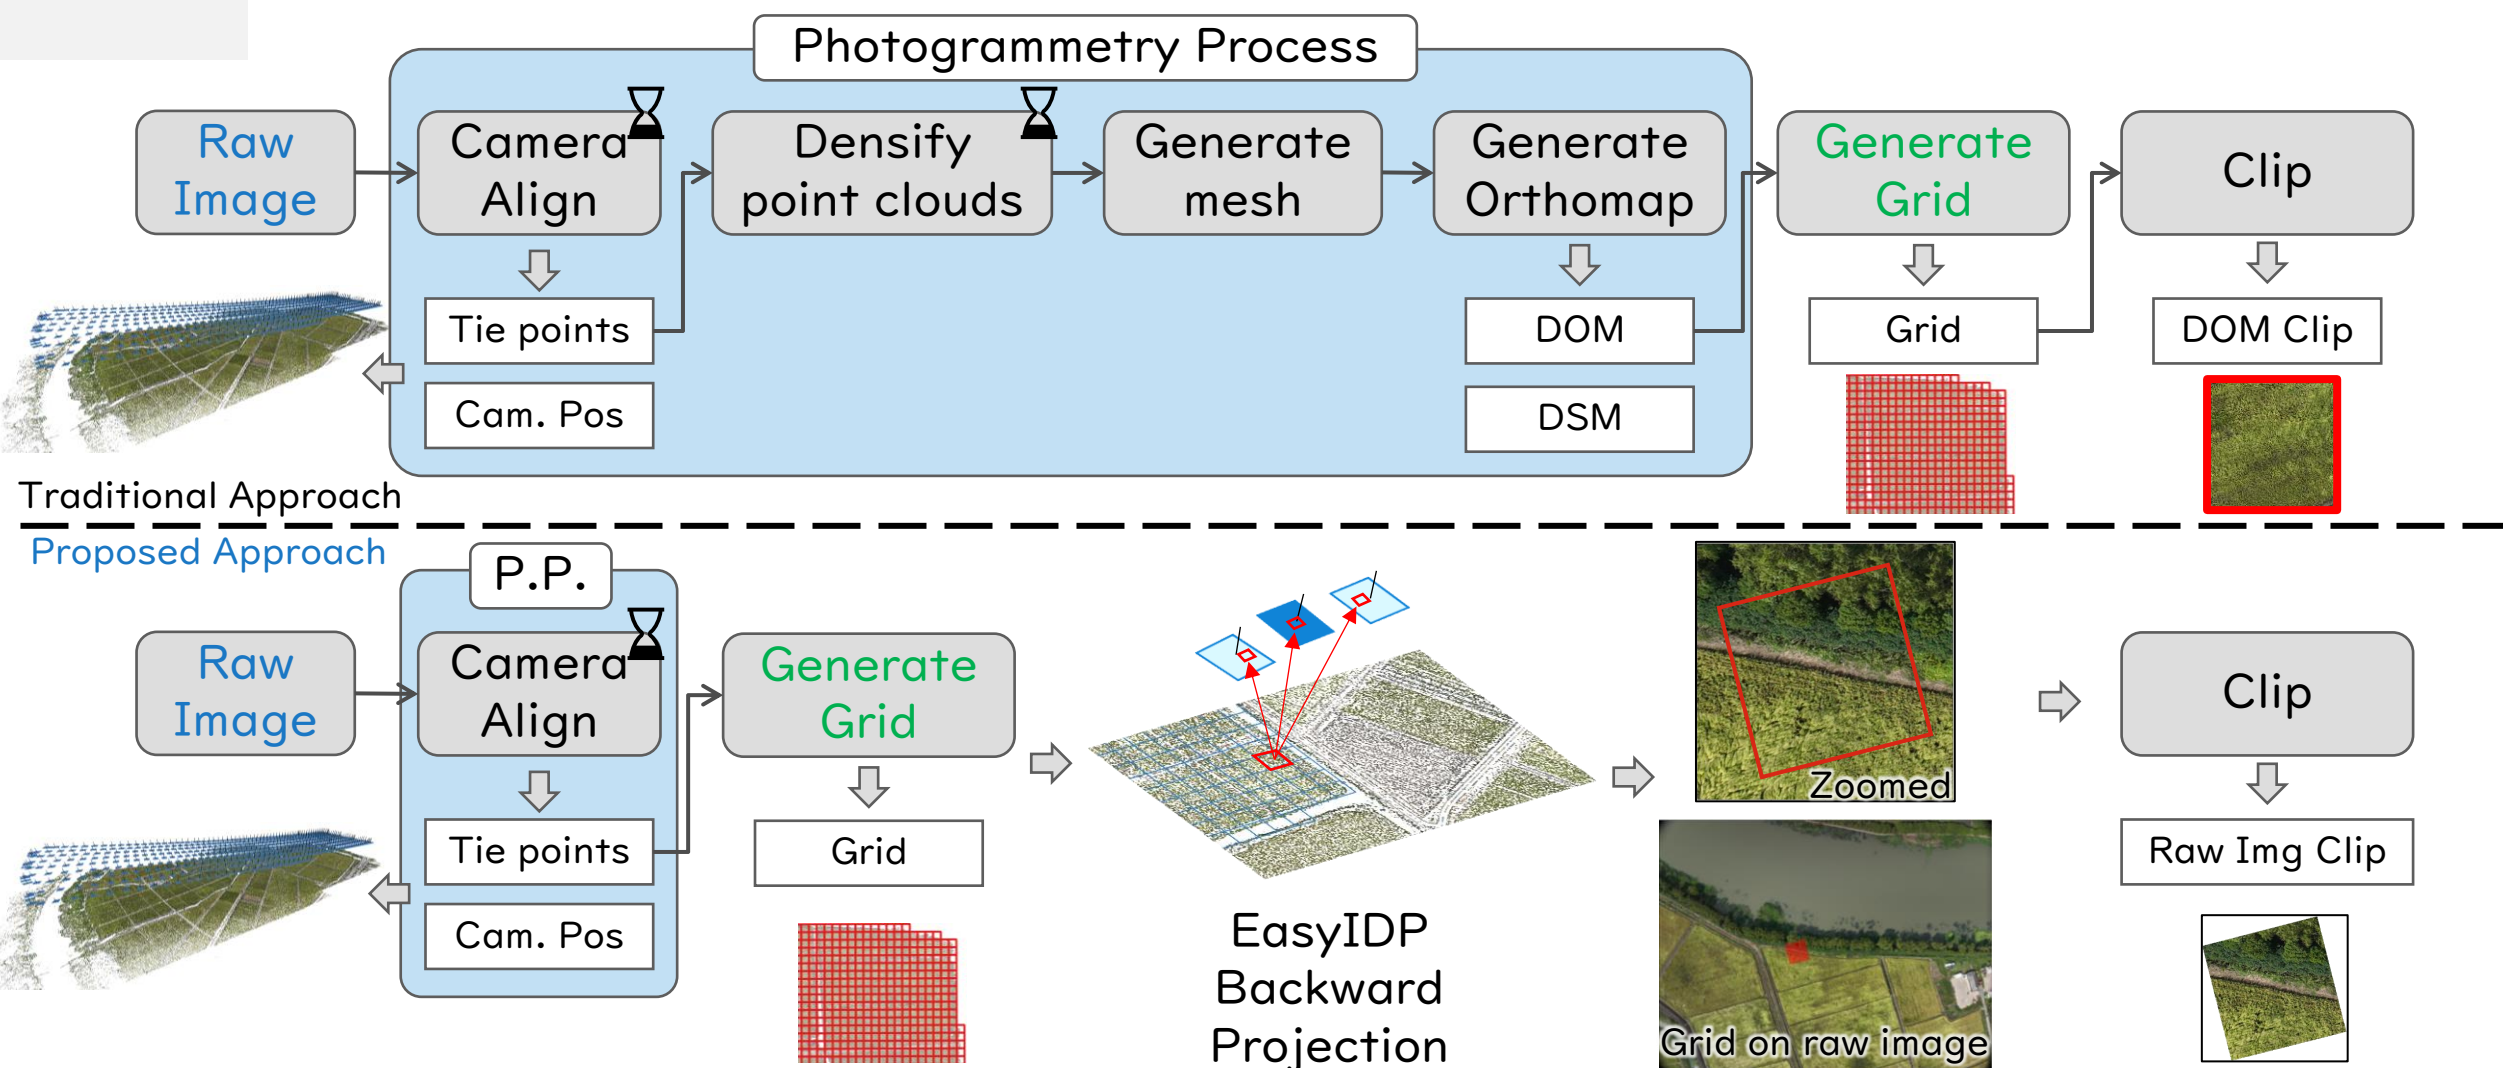 Photogrammetry Process
Raw
Image
Camera
Align
Densify
point clouds
Generate
mesh
Generate
Orthomap
Generate
Grid
Clip
Tie points
Cam. Pos
DOM
DSM
Grid
DOM Clip
Traditional Approach
Proposed Approach
P.P.
Raw
Image
Camera
Align
Generate
Grid
Tie points
Cam. Pos
Grid
EasyIDP
Backward
Projection
Zoomed
Grid on raw image
Clip
Raw Img Clip